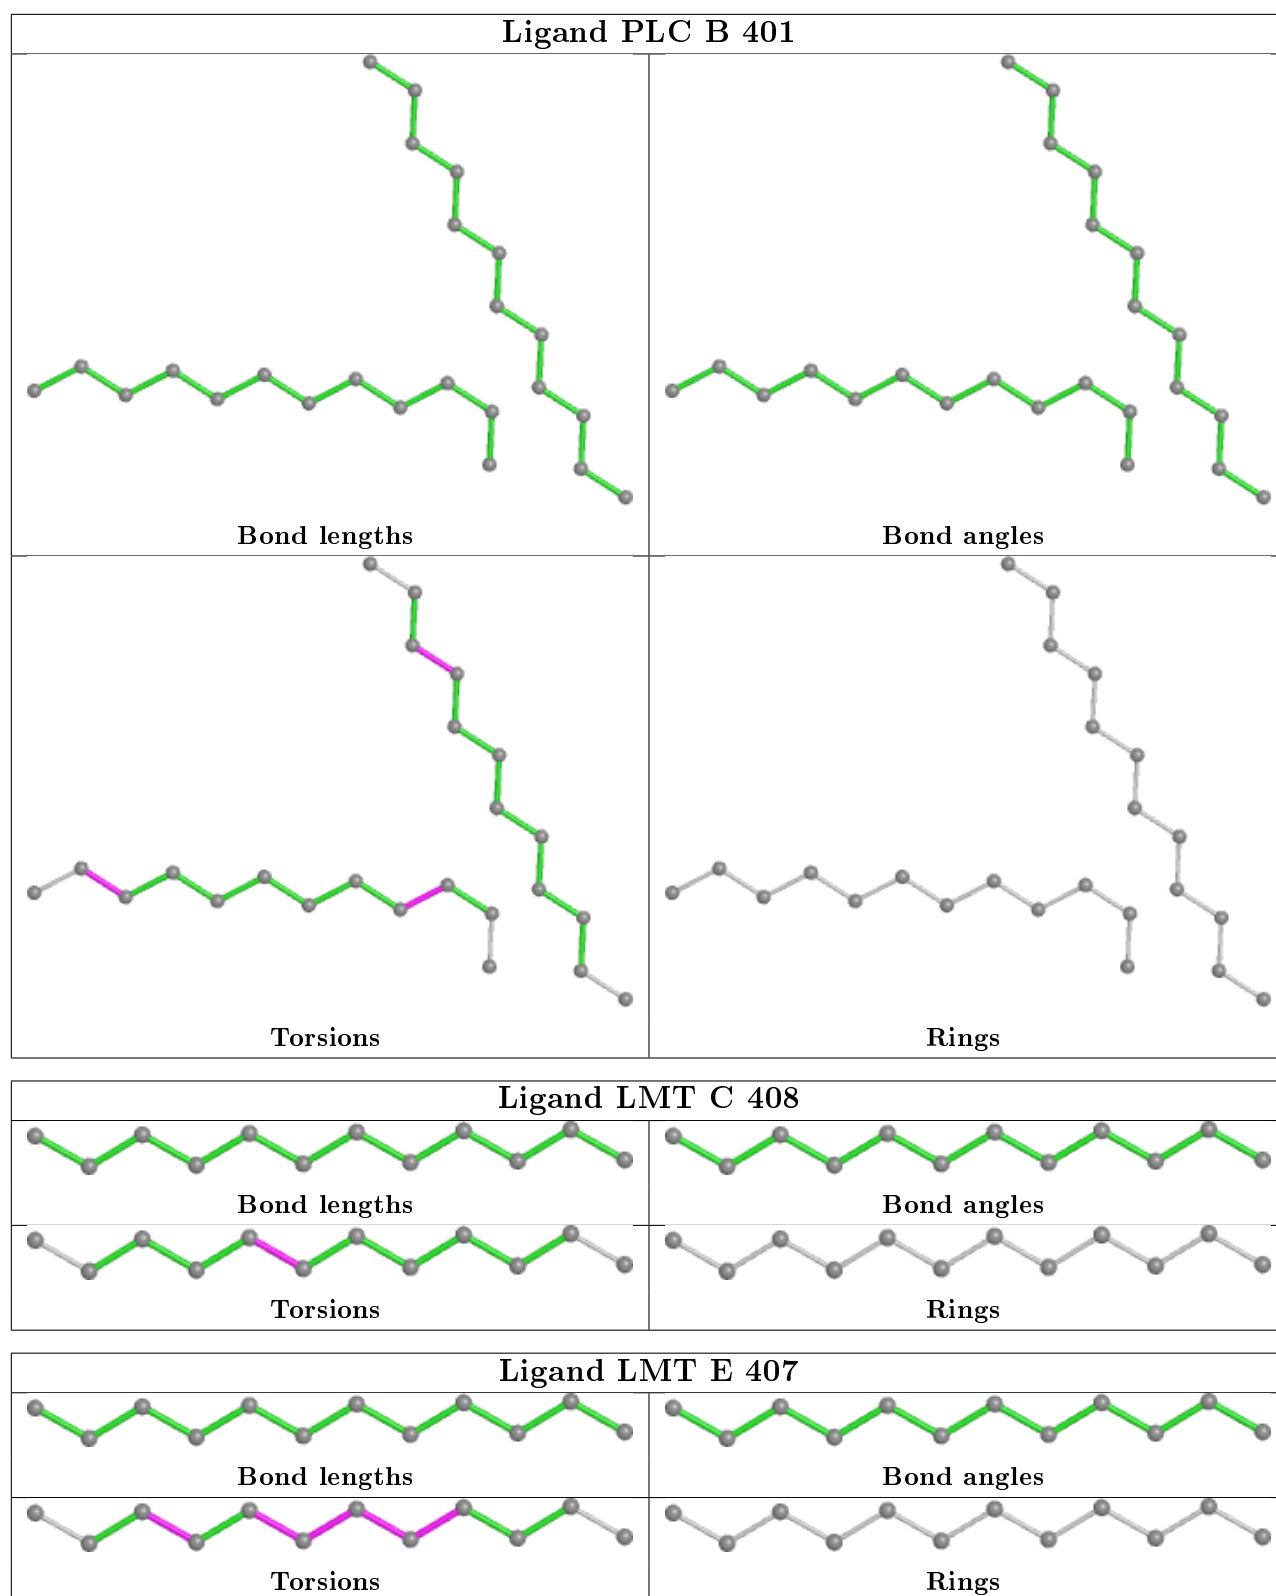 Ligand PLC B 401
Bond lengths
Bond angles
Torsions
Rings
Ligand LMT C 408
Bond lengths
Bond angles
Torsions
Rings
Ligand LMT E 407
Bond lengths
Bond angles
Torsions
Rings